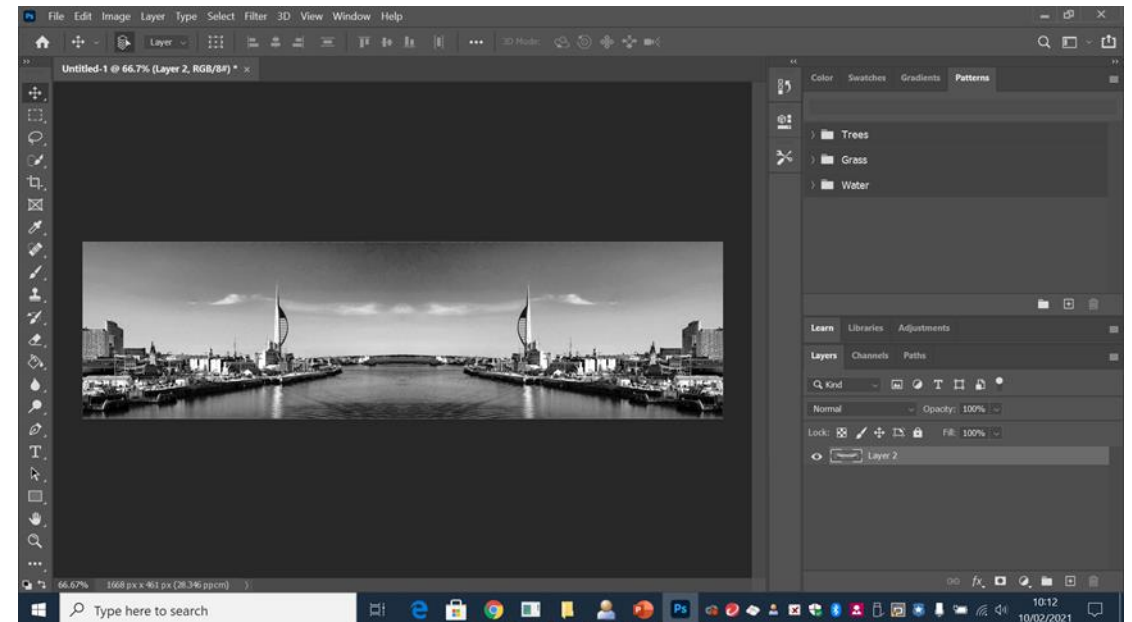 Ps File Edit Image Layer Type Select Filter 3D View Window Help
Layer 3D Mode:
Untitled-1 @ 66.7% (Layer 2, RGB/8#) * ×
Color Swatches Gradients Patterns
Trees
Grass
Water
Learn Libraries Adjustments
Layers Channels Paths
Kind
Normal Opacity: 100%
Lock: Fill: 100%
Layer 2
66.67% 1668 px x 461 px (28.346 ppcm)
fx
Type here to search
Ps
10:12
10/02/2021